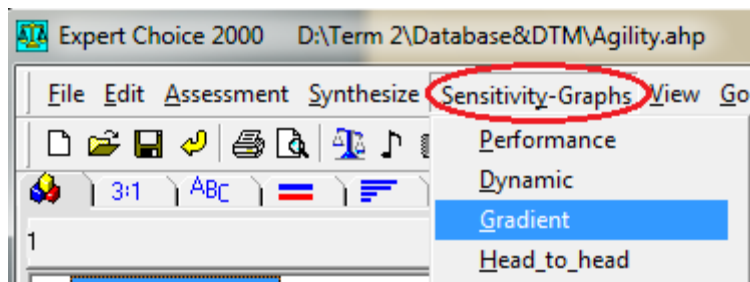 Expert Choice 2000 D:\Term 2\Database&DTM\Agility.ahp
File Edit Assessment Synthesize Sensitivity-Graphs View Go
Performance
3:1 ABC Dynamic
Gradient
1
Head_to_head